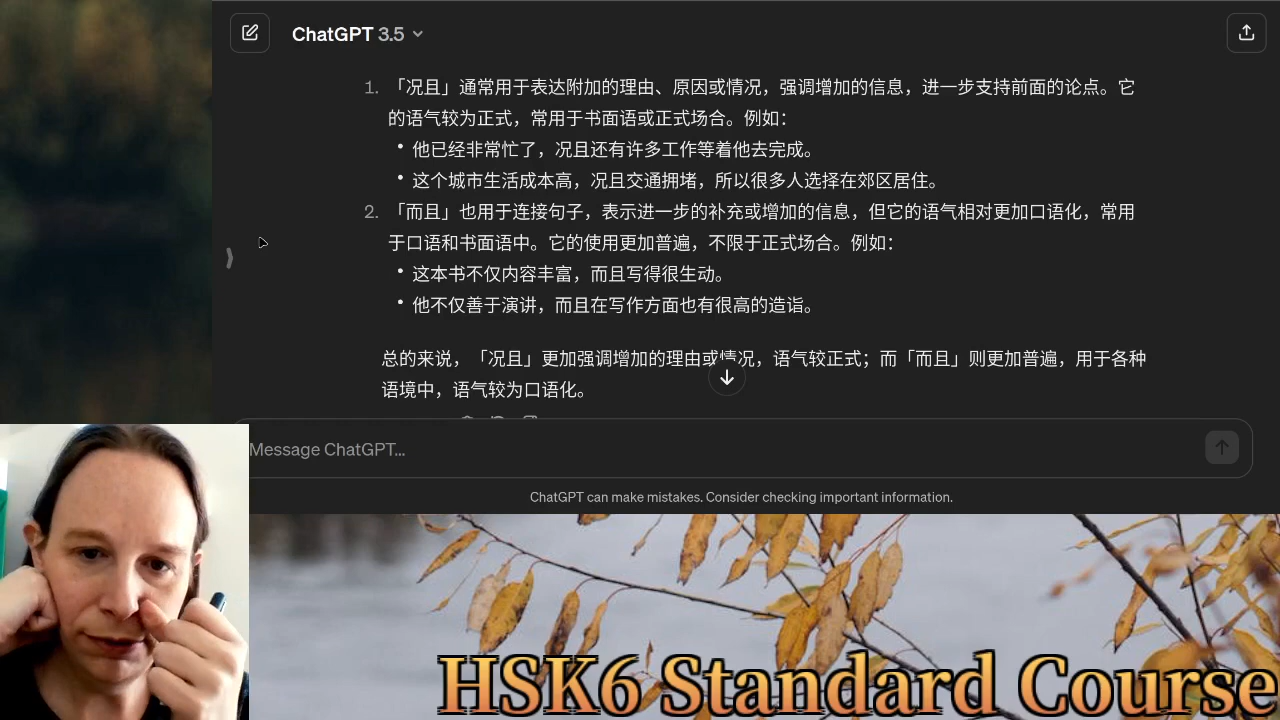 ChatGPT 3.5
1. 「况且」通常用于表达附加的理由、原因或情况，强调增加的信息，进一步支持前面的论点。它
的语气较为正式，常用于书面语或正式场合。例如：
• 他已经非常忙了，况且还有许多工作等着他去完成。
• 这个城市生活成本高，况且交通拥堵，所以很多人选择在郊区居住。
2. 「而且」也用于连接句子，表示进一步的补充或增加的信息，但它的语气相对更加口语化，常用
于口语和书面语中。它的使用更加普遍，不限于正式场合。例如：
• 这本书不仅内容丰富，而且写得很生动。
• 他不仅善于演讲，而且在写作方面也有很高的造诣。
总的来说，「况且」更加强调增加的理由或情况，语气较正式；而「而且」则更加普遍，用于各种
语境中，语气较为口语化。
Message ChatGPT...
ChatGPT can make mistakes. Consider checking important information.
HSK6 Standard Course